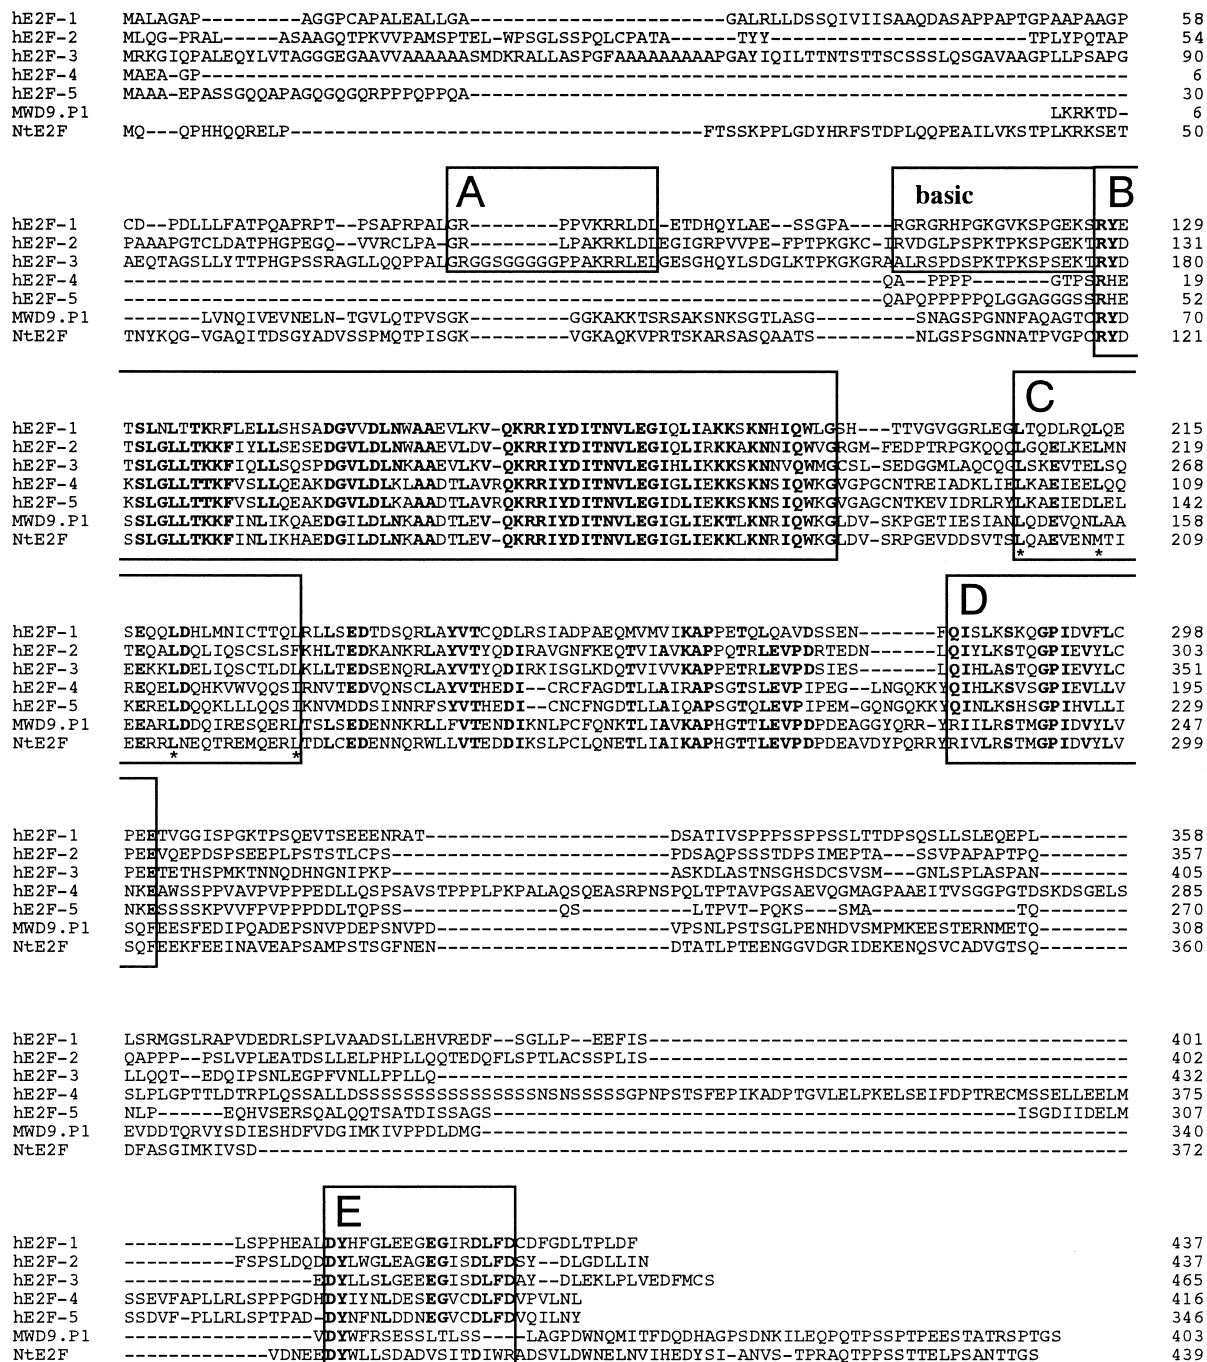 hE2F-1 MALAGAP---------AGGPCAPALEALLGA-----------------------GALRLLDSSQIVIISAAQDASAPPAPTGPAAPAAGP 58
hE2F-2 MLQG-PRAL-----ASAAGQTPKVVPAMSPTEL-WPSGLSSPQLCPATA------TYY-----------------------TPLYPQTAP 54
hE2F-3 MRKGIQPALEQYLVTAGGGEGAAVVAAAAAASMDKRALLASPGFAAAAAAAAAPGAYIQILTTNTSTTSCSSSLQSGAVAAGPLLPSAPG 90
hE2F-4 MAEA-GP----------------------------------------------------------------------------------- 6
hE2F-5 MAAA-EPASSGQQAPAGQGQGQRPPPQPPQA----------------------------------------------------------- 30
MWD9.P1 LKRKTD- 6
NtE2F MQ---QPHHQQRELP-------------------------------------FTSSKPPLGDYHRFSTDPLQQPEAILVKSTPLKRKSET 50
A
basic
B
hE2F-1 CD--PDLLLFATPQAPRPT--PSAPRPALGR--------PPVKRRLDL-ETDHQYLAE--SSGPA----RGRGRHPGKGVKSPGEKSRYE 129
hE2F-2 PAAAPGTCLDATPHGPEGQ--VVRCLPA-GR--------LPAKRKLDLEGIGRPVVPE-FPTPKGKC-IRVDGLPSPKTPKSPGEKTRYD 131
hE2F-3 AEQTAGSLLYTTPHGPSSRAGLLQQPPALGRGGSGGGGGPPAKRRLELGESGHQYLSDGLKTPKGKGRAALRSPDSPKTPKSPSEKTRYD 180
hE2F-4 --------------------------------------------------------------------QA--PPPP-------GTPSRHE 19
hE2F-5 --------------------------------------------------------------------QAPQPPPPPQLGGAGGGSSRHE 52
MWD9.P1 -------LVNQIVEVNELN-TGVLQTPVSGK---------GGKAKKTSRSAKSNKSGTLASG-------SNAGSPGNNFAQAGTCRYD 70
NtE2F TNYKQG-VGAQITDSGYADVSSPMQTPISGK---------VGKAQKVPRTSKARSASQAATS-------NLGSPSGNNATPVGPCRYD 121
C
hE2F-1 TSLNLTTKRFLELLSHSADGVVDLNWAAEVLKV-QKRRIYDITNVLEGIQLIAKKSKNHIQWLGSH---TTVGVGGRLEGLTQDLRQLQE 215
hE2F-2 TSLGLLTKKFIYLLSESEDGVLDLNWAAEVLDV-QKRRIYDITNVLEGIQLIRKKAKNNIQWVGRGM-FEDPTRPGKQQQLGQELKELMN 219
hE2F-3 TSLGLLTKKFIQLLSQSPDGVLDLNKAAEVLKV-QKRRIYDITNVLEGIHLIKKKSKNNVQWMGCSL-SEDGGMLAQCQGLSKEVTELSQ 268
hE2F-4 KSLGLLTTKFVSLLQEAKDGVLDLKLAADTLAVRQKRRIYDITNVLEGIGLIEKKSKNSIQWKGVGPGCNTREIADKLIELKAEIEELQQ 109
hE2F-5 KSLGLLTTKFVSLLQEAKDGVLDLKAAADTLAVRQKRRIYDITNVLEGIDLIEKKSKNSIQWKGVGAGCNTKEVIDRLRYLKAEIEDLEL 142
MWD9.P1 SSLGLLTKKFINLIKQAEDGILDLNKAADTLEV-QKRRIYDITNVLEGIGLIEKTLKNRIQWKGLDV-SKPGETIESIANLQDEVQNLAA 158
NtE2F SSLGLLTKKFINLIKHAEDGILDLNKAADTLEV-QKRRIYDITNVLEGIGLIEKKLKNRIQWKGLDV-SRPGEVDDSVTSLQAEVENMTI 209
* *
D
hE2F-1 SEQQLDHLMNICTTQLRLLSEDTDSQRLAYVTCQDLRSIADPAEQMVMVIKAPPETQLQAVDSSEN-------FQISLKSKQGPIDVFLC 298
hE2F-2 TEQALDQLIQSCSLSFKHLTEDKANKRLAYVTYQDIRAVGNFKEQTVIAVKAPPQTRLEVPDRTEDN------LQIYLKSTQGPIEVYLC 303
hE2F-3 EEKKLDELIQSCTLDLKLLTEDSENQRLAYVTYQDIRKISGLKDQTVIVVKAPPETRLEVPDSIES-------LQIHLASTQGPIEVYLC 351
hE2F-4 REQELDQHKVWVQQSIRNVTEDVQNSCLAYVTHEDI--CRCFAGDTLLAIRAPSGTSLEVPIPEG--LNGQKKYQIHLKSVSGPIEVLLV 195
hE2F-5 KERELDQQKLLLQQSIKNVMDDSINNRFSYVTHEDI--CNCFNGDTLLAIQAPSGTQLEVPIPEM-GQNGQKKYQINLKSHSGPIHVLLI 229
MWD9.P1 EEARLDDQIRESQERLTSLSEDENNKRLLFVTENDIKNLPCFQNKTLIAVKAPHGTTLEVPDPDEAGGYQRR-YRIILRSTMGPIDVYLV 247
NtE2F EERRLNEQTREMQERLTDLCEDENNQRWLLVTEDDIKSLPCLQNETLIAIKAPHGTTLEVPDPDEAVDYPQRRYRIVLRSTMGPIDVYLV 299
* *
hE2F-1 PEETVGGISPGKTPSQEVTSEEENRAT----------------------DSATIVSPPPSSPPSSLTTDPSQSLLSLEQEPL-------- 358
hE2F-2 PEEVQEPDSPSEEPLPSTSTLCPS-------------------------PDSAQPSSSTDPSIMEPTA---SSVPAPAPTPQ-------- 357
hE2F-3 PEETETHSPMKTNNQDHNGNIPKP-------------------------ASKDLASTNSGHSDCSVSM---GNLSPLASPAN-------- 405
hE2F-4 NKEAWSSPPVAVPVPPPEDLLQSPSAVSTPPPLPKPALAQSQEASRPNSPQLTPTAVPGSAEVQGMAGPAAEITVSGGPGTDSKDSGELS 285
hE2F-5 NKESSSSKPVVFPVPPPDDLTQPSS--------------QS----------LTPVT-PQKS---SMA-------------TQ-------- 270
MWD9.P1 SQFEESFEDIPQADEPSNVPDEPSNVPD---------------------VPSNLPSTSGLPENHDVSMPMKEESTERNMETQ-------- 308
NtE2F SQFEEKFEEINAVEAPSAMPSTSGFNEN---------------------DTATLPTEENGGVDGRIDEKENQSVCADVGTSQ-------- 360
hE2F-1 LSRMGSLRAPVDEDRLSPLVAADSLLEHVREDF--SGLLP--EEFIS------------------------------------------- 401
hE2F-2 QAPPP--PSLVPLEATDSLLELPHPLLQQTEDQFLSPTLACSSPLIS------------------------------------------- 402
hE2F-3 LLQQT--EDQIPSNLEGPFVNLLPPLLQ-------------------------------------------------------------- 432
hE2F-4 SLPLGPTTLDTRPLQSSALLDSSSSSSSSSSSSSSNSNSSSSSGPNPSTSFEPIKADPTGVLELPKELSEIFDPTRECMSSELLEELM 375
hE2F-5 NLP------EQHVSERSQALQQTSATDISSAGS-----------------------------------------------ISGDIIDELM 307
MWD9.P1 EVDDTQRVYSDIESHDFVDGIMKIVPPDLDMG---------------------------------------------------------- 340
NtE2F DFASGIMKIVSD------------------------------------------------------------------------------ 372
E
hE2F-1 ----------LSPPHEALDYHFGLEEGEGIRDLFDCDFGDLTPLDF 437
hE2F-2 ----------FSPSLDQDDYLWGLEAGEGISDLFDSY--DLGDLLIN 437
hE2F-3 -----------------EDYLLSLGEEEGISDLFDAY--DLEKLPLVEDFMCS 465
hE2F-4 SSEVFAPLLRLSPPPGDHDYIYNLDESEGVCDLFDVPVLNL 416
hE2F-5 SSDVF-PLLRLSPTPAD-DYNFNLDDNEGVCDLFDVQILNY 346
MWD9.P1 -----------------VDYWFRSESSLTLSS----LAGPDWNQMITFDQDHAGPSDNKILEQPQTPSSPTPEESTATRSPTGS 403
NtE2F -------------VDNEEDYWLLSDADVSITDIWRADSVLDWNELNVIHEDYSI-ANVS-TPRAQTPPSSTTELPSANTTGS 439